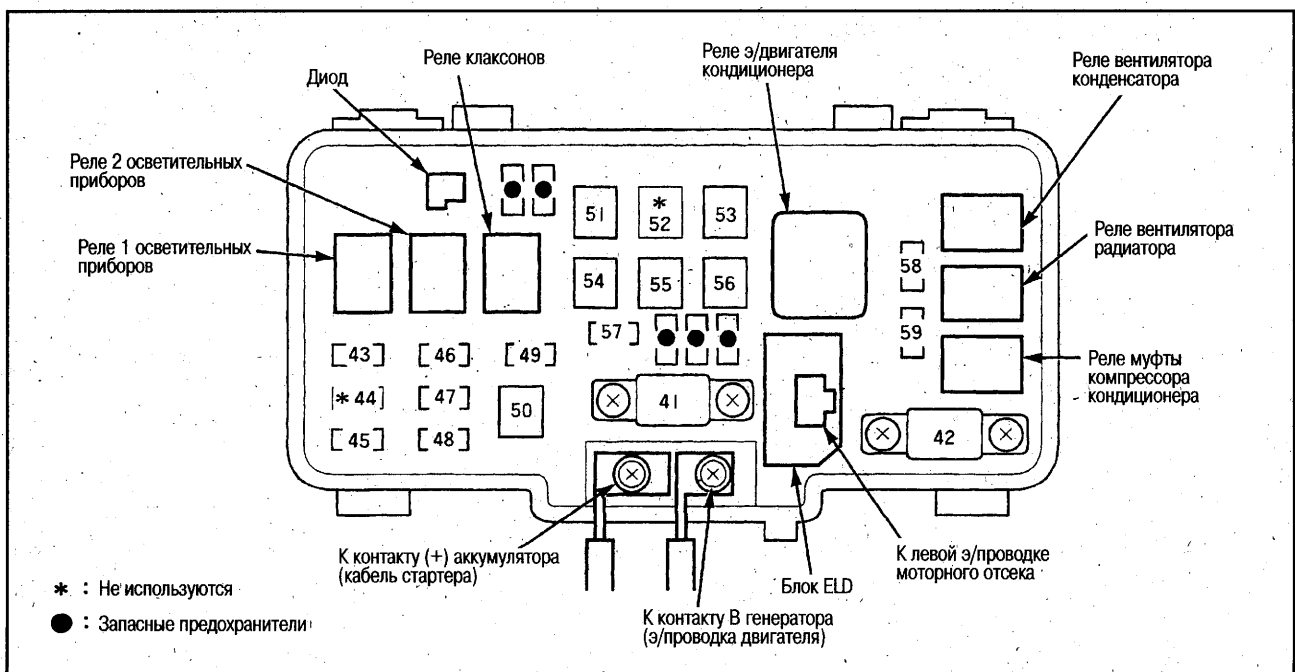 Реле клаксонов
Диод
Реле э/двигателя
кондиционера
Реле вентилятора
конденсатора
Реле 2 осветительных
приборов
Реле 1 осветительных
приборов
Реле вентилятора
радиатора
51
*
52
53
54
55
56
58
57
59
43
46
49
*44
47
50
41
45
48
42
Реле муфты
компрессора
кондиционера
К контакту (+) аккумулятора
(кабель стартера)
К левой э/проводке
моторного отсека
Блок ELD
К контакту В генератора
(э/проводка двигателя)
* : Не используются
● : Запасные предохранители